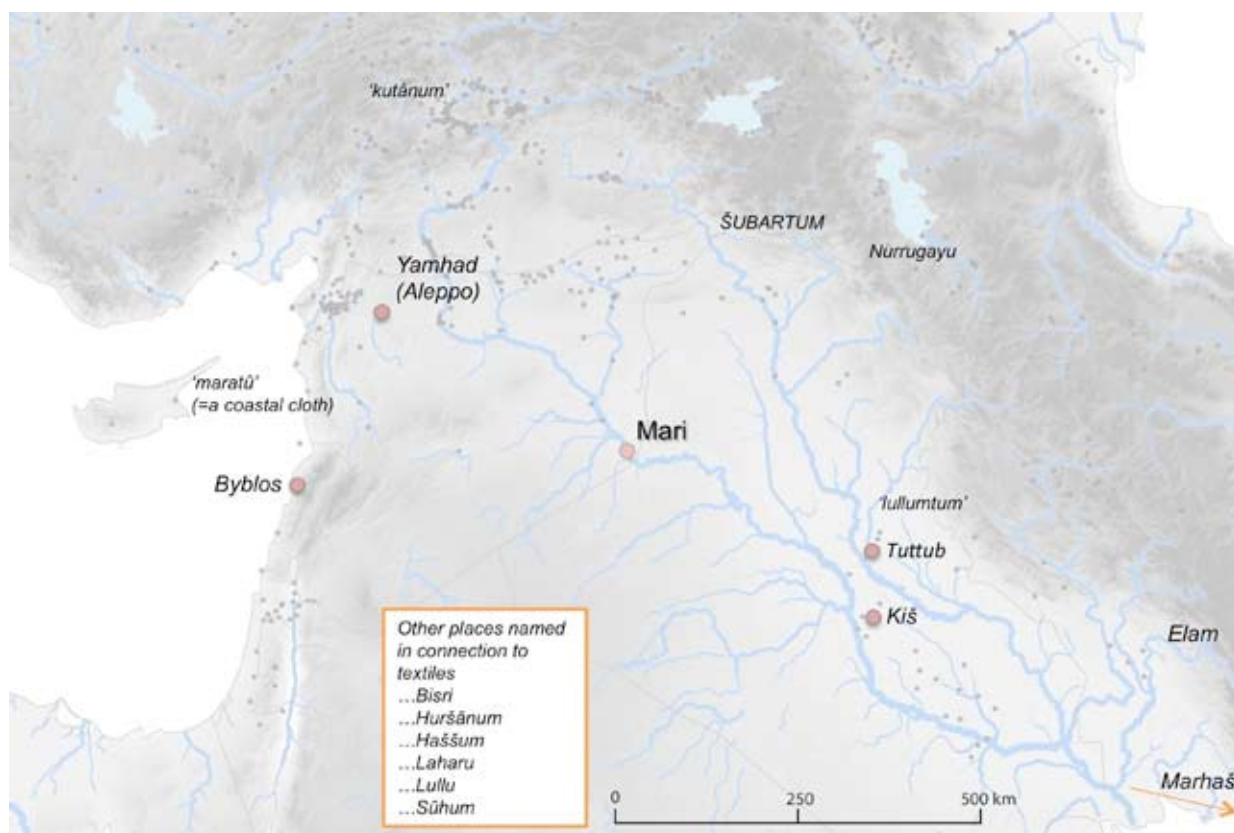 'kutānum'
ŠUBARTUM
Nurrugayu
Yamhad
(Aleppo)
'maratû'
(=a coastal cloth)
Mari
Byblos
'lullumtum'
Tuttub
Kiš
Other places named
in connection to
textiles
...Bisri
...Huršānum
...Haššum
...Laharu
...Lullu
...Sūhum
Elam
Marhaš
0
250
500 km